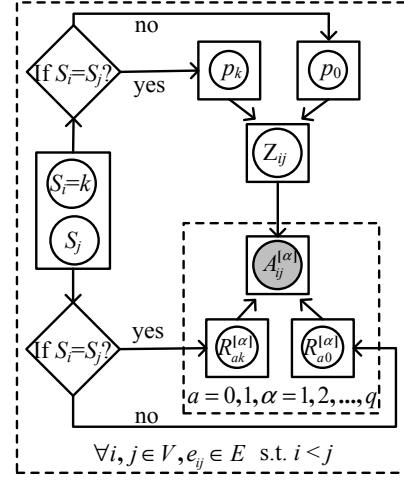 no
If S_i=S_j?
yes
p_k
p_0
Z_ij
S_i=k
S_j
A_ij^[α]
If S_i=S_j?
yes
R_ak^[α]
R_a0^[α]
a = 0,1, α = 1, 2, ..., q
no
∀i, j ∈ V, e_ij ∈ E s.t. i < j